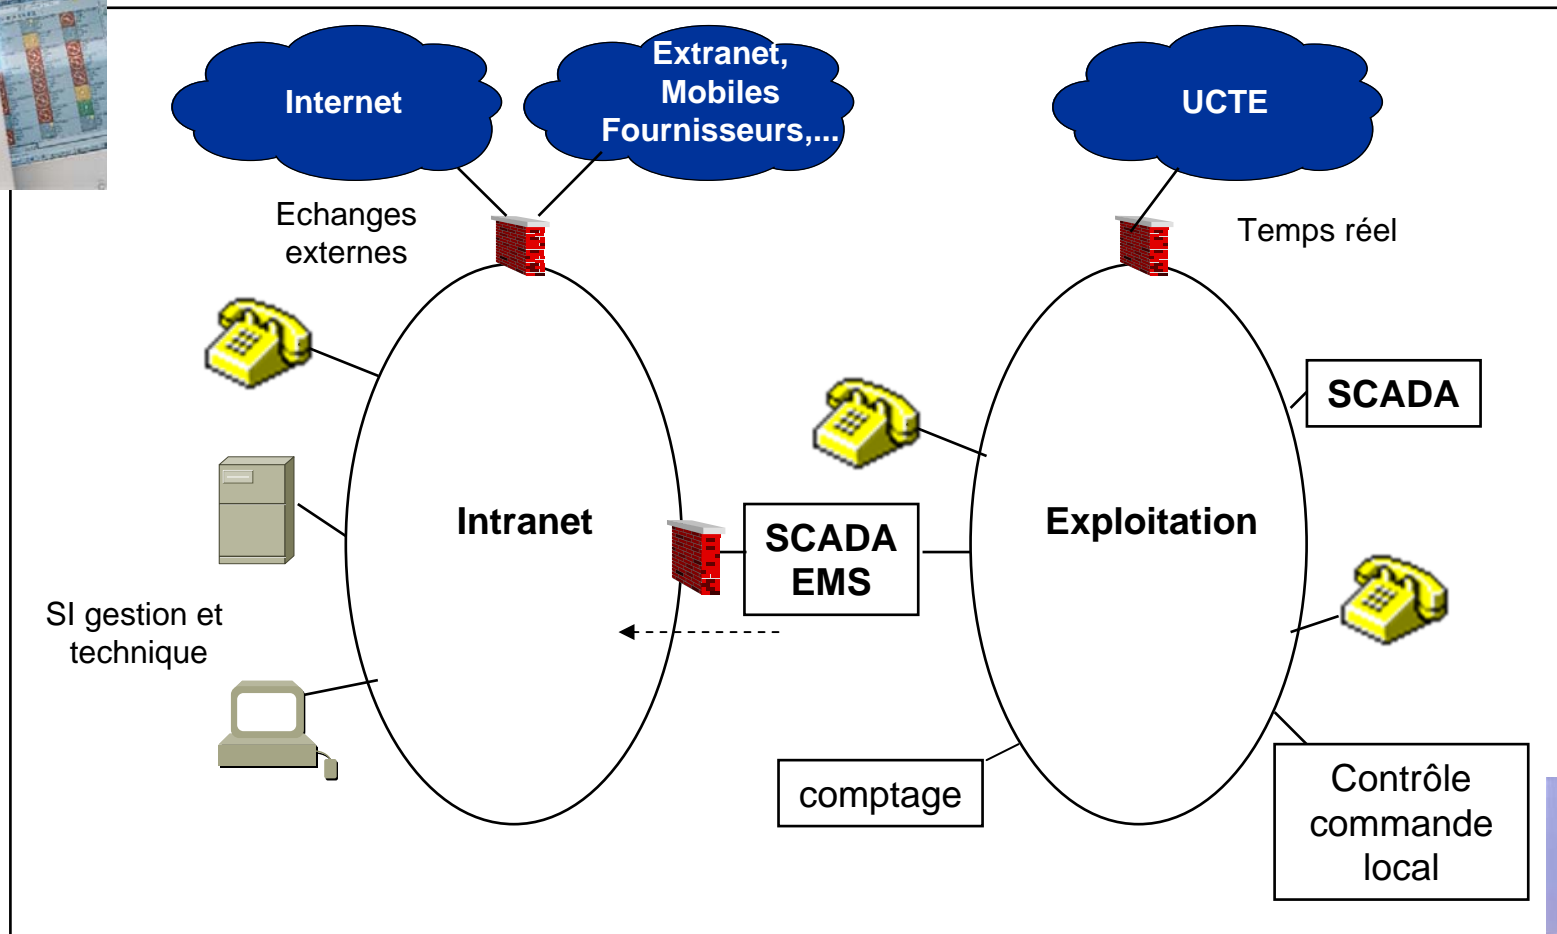 Internet
Extranet,
Mobiles
Fournisseurs,...
UCTE
Echanges
externes
Temps réel
SCADA
Intranet
SCADA
EMS
Exploitation
SI gestion et
technique
comptage
Contrôle
commande
local